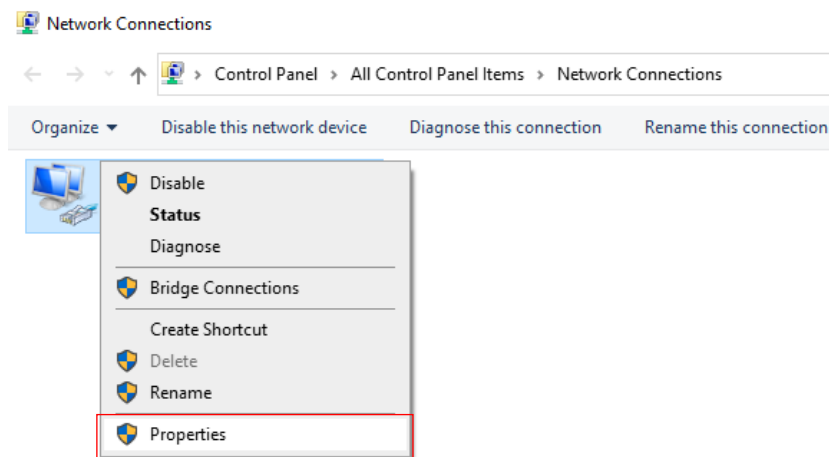 Network Connections
Control Panel › All Control Panel Items › Network Connections
Organize Disable this network device Diagnose this connection Rename this connection
Disable
Status
Diagnose
Bridge Connections
Create Shortcut
Delete
Rename
Properties